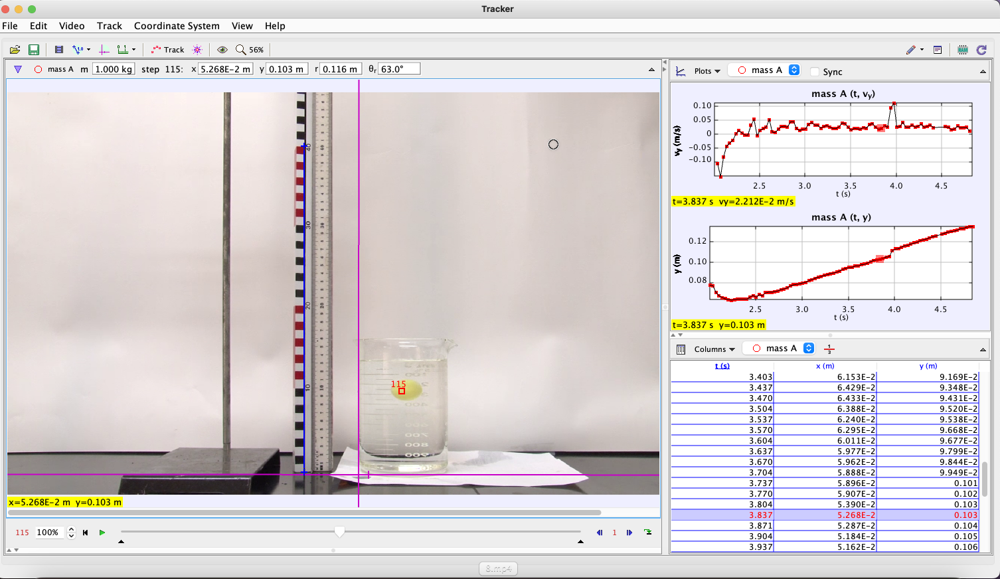 Tracker
File Edit Video Track Coordinate System View Help
Track 56%
mass A m 1.000 kg step 115: x 5.268E-2 m y 0.103 m r 0.116 m θr 63.0°
40
30
20
10
115
400
700
800
900
x=5.268E-2 m y=0.103 m
115 100% 1
Plots mass A Sync
mass A (t, vy)
vy (m/s)
0.10
0.05
0
-0.05
-0.10
2.5 3.0 3.5 4.0 4.5
t (s)
t=3.837 s vy=2.212E-2 m/s
mass A (t, y)
y (m)
0.12
0.10
0.08
2.5 3.0 3.5 4.0 4.5
t (s)
t=3.837 s y=0.103 m
Columns mass A 1/3
t (s) x (m) y (m)
3.403 6.153E-2 9.169E-2
3.437 6.429E-2 9.348E-2
3.470 6.433E-2 9.431E-2
3.504 6.388E-2 9.520E-2
3.537 6.240E-2 9.538E-2
3.570 6.295E-2 9.668E-2
3.604 6.011E-2 9.677E-2
3.637 5.977E-2 9.799E-2
3.670 5.962E-2 9.844E-2
3.704 5.888E-2 9.949E-2
3.737 5.896E-2 0.101
3.770 5.907E-2 0.102
3.804 5.390E-2 0.103
3.837 5.268E-2 0.103
3.871 5.287E-2 0.104
3.904 5.184E-2 0.105
3.937 5.162E-2 0.106
8.mp4